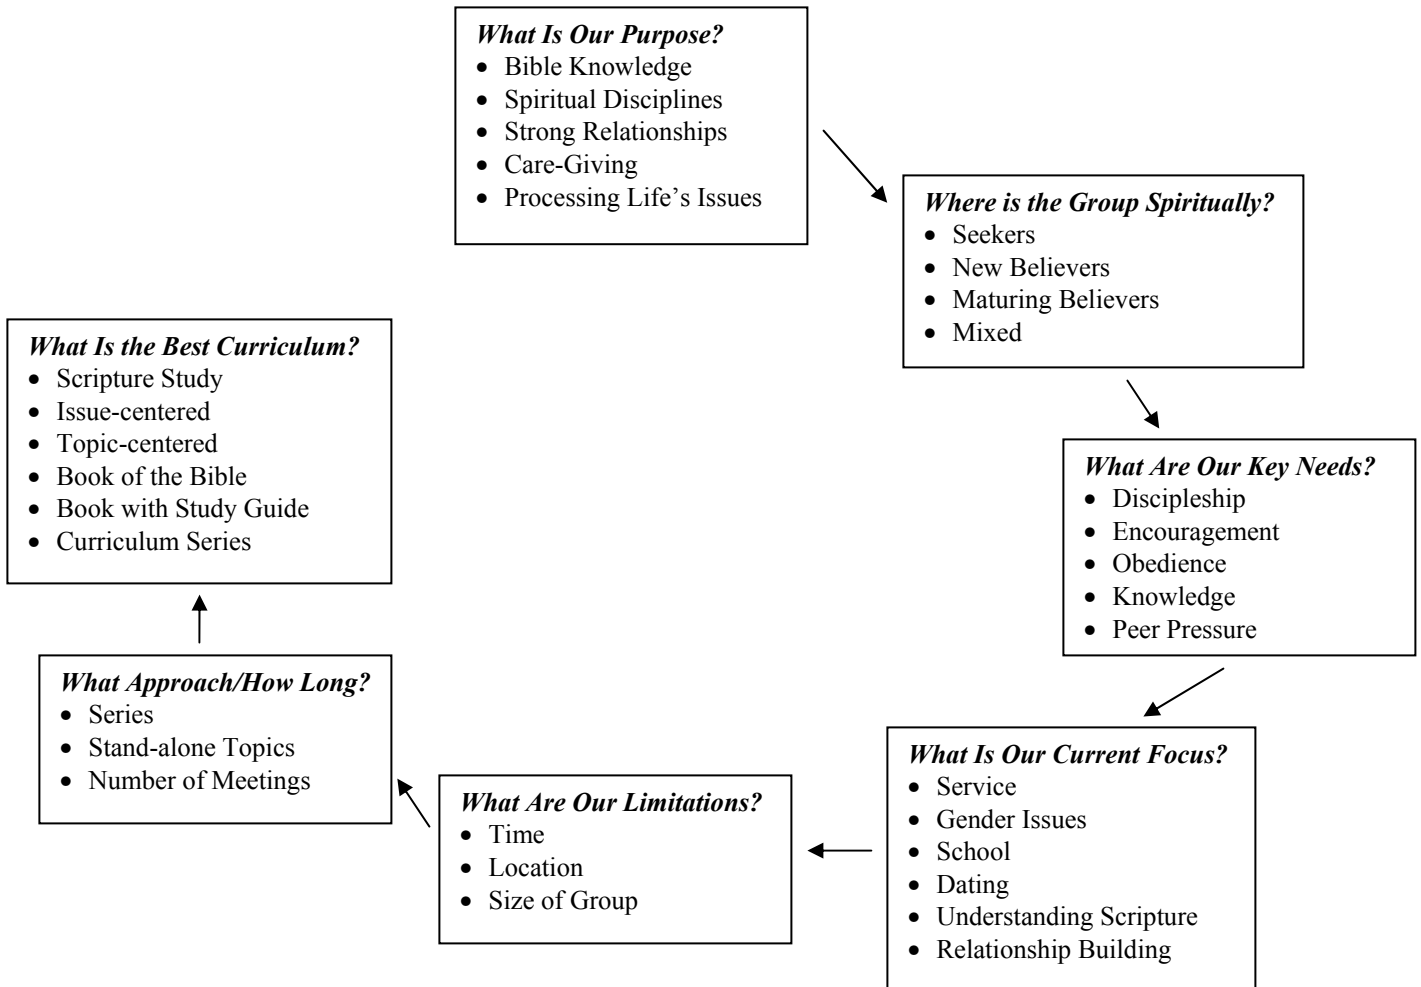 What Is Our Purpose?
• Bible Knowledge
• Spiritual Disciplines
• Strong Relationships
• Care-Giving
• Processing Life’s Issues
Where is the Group Spiritually?
• Seekers
• New Believers
• Maturing Believers
• Mixed
What Are Our Key Needs?
• Discipleship
• Encouragement
• Obedience
• Knowledge
• Peer Pressure
What Is Our Current Focus?
• Service
• Gender Issues
• School
• Dating
• Understanding Scripture
• Relationship Building
What Are Our Limitations?
• Time
• Location
• Size of Group
What Approach/How Long?
• Series
• Stand-alone Topics
• Number of Meetings
What Is the Best Curriculum?
• Scripture Study
• Issue-centered
• Topic-centered
• Book of the Bible
• Book with Study Guide
• Curriculum Series